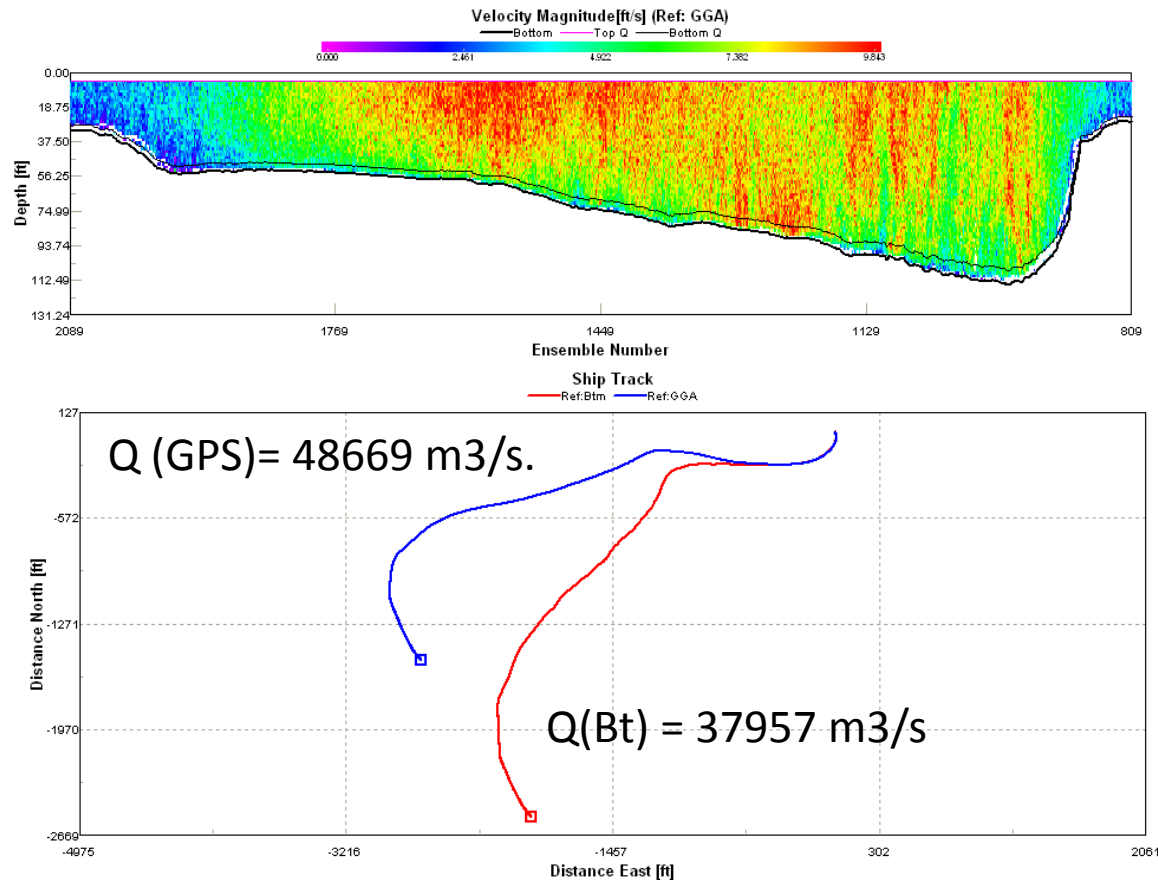 Velocity Magnitude[ft/s] (Ref: GGA)
Bottom Top Q Bottom Q
0.000 2.461 4.922 7.382 9.843
0.00
18.75
37.50
56.25
74.99
93.74
112.49
131.24
Depth [ft]
2089 1769 1449 1129 809
Ensemble Number
Ship Track
Ref:Btm Ref:GGA
127
-572
-1271
-1970
-2669
Distance North [ft]
Q (GPS)= 48669 m3/s.
Q(Bt) = 37957 m3/s
-4975 -3216 -1457 302 2061
Distance East [ft]